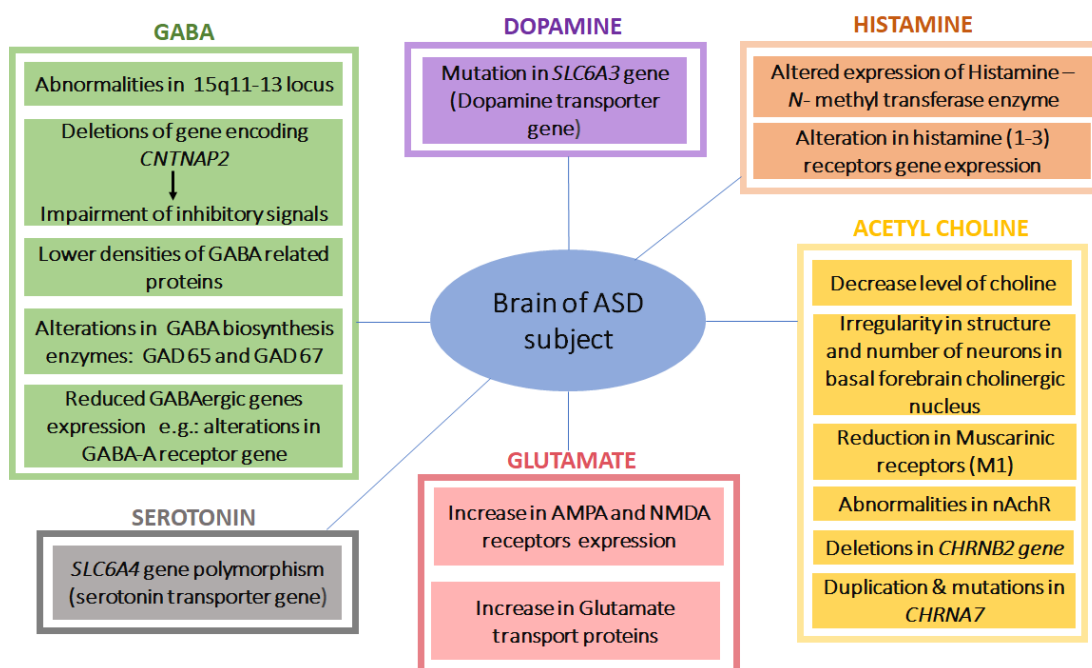 GABA
Abnormalities in 15q11-13 locus
Deletions of gene encoding
CNTNAP2
Impairment of inhibitory signals
Lower densities of GABA related
proteins
Alterations in GABA biosynthesis
enzymes: GAD 65 and GAD 67
Reduced GABAergic genes
expression e.g.: alterations in
GABA-A receptor gene
DOPAMINE
Mutation in SLC6A3 gene
(Dopamine transporter
gene)
HISTAMINE
Altered expression of Histamine –
N- methyl transferase enzyme
Alteration in histamine (1-3)
receptors gene expression
Brain of ASD
subject
ACETYL CHOLINE
Decrease level of choline
Irregularity in structure
and number of neurons in
basal forebrain cholinergic
nucleus
Reduction in Muscarinic
receptors (M1)
Abnormalities in nAchR
Deletions in CHRNB2 gene
Duplication & mutations in
CHRNA7
SEROTONIN
SLC6A4 gene polymorphism
(serotonin transporter gene)
GLUTAMATE
Increase in AMPA and NMDA
receptors expression
Increase in Glutamate
transport proteins